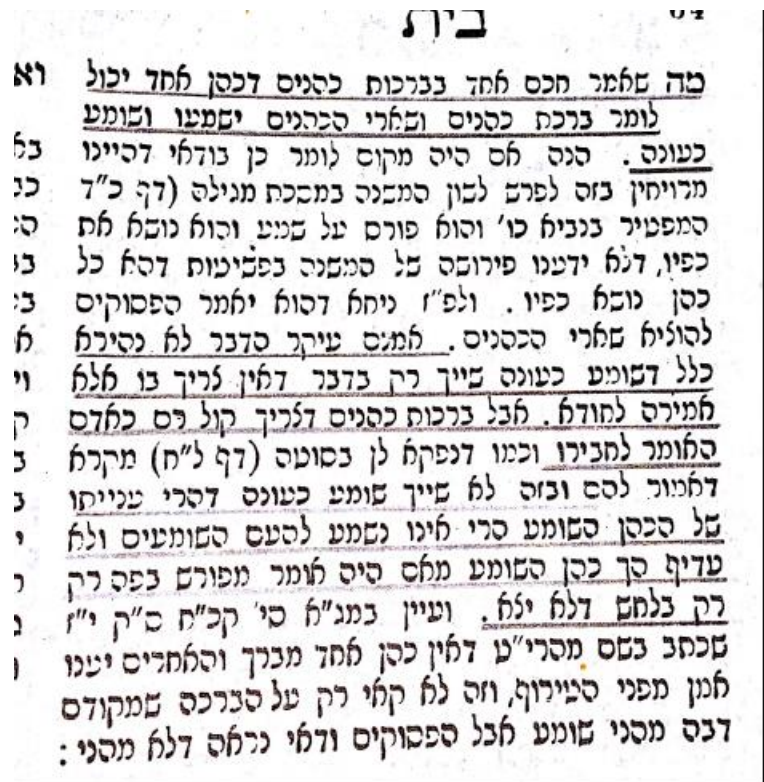 בית
64
מה שאמר חכם אחד בברכות כהנים דכהן אחד יכול
לומר ברכת כהנים ושארי הכהנים ישמעו ושומע
כעונה. הנה אם היה מקום לומר כן בודאי דהיינו
מרויחין בזה לפרש לשון המשנה במסכת מגילה (דף כ״ד
המפטיר בנביא כו׳ והוא פורס על שמע והוא נושא את
כפיו, דלא ידענו פירושה של המשנה בפשיטות דהא כל
כהן נושא כפיו. ולפ״ז ניחא דהוא יאמר הפסוקים
להוליא שארי הכהנים. אמנם עיקר הדבר לא נהירא
כלל דשומע כעונה שייך רק בדבר דאין צריך בו אלא
אמירה לחודא. אבל ברכות כהנים דצריך קול רם כאדם
האומר לחבירו וכמו דנפקא לן בסוטה (דף ל״ח) מקרא
דאמור להם ובזה לא שייך שומע כעונה דהרי ענייתו
של הכהן השומע הרי אינו נשמע להעם השומעים ולא
עדיף הך כהן השומע מאם היה אומר מפורש בפה רק
רק בלחש דלא יצא. ועיין במג״א סי׳ קכ״ח ס״ק י״ז
שכתב בשם מהרי״ט דאין כהן אחד מברך והאחרים יענו
אמן מפני הטירוף, וזה לא קאי רק על הברכה שמקודם
דבה מהני שומע אבל הפסוקים ודאי נראה דלא מהני: